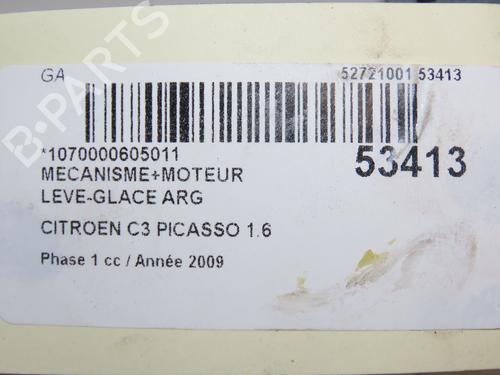 GA
52721001 53413
*1070000605011
53413
MECANISME+MOTEUR
LEVE-GLACE ARG
CITROEN C3 PICASSO 1.6
Phase 1 cc / Année 2009
B-PARTS